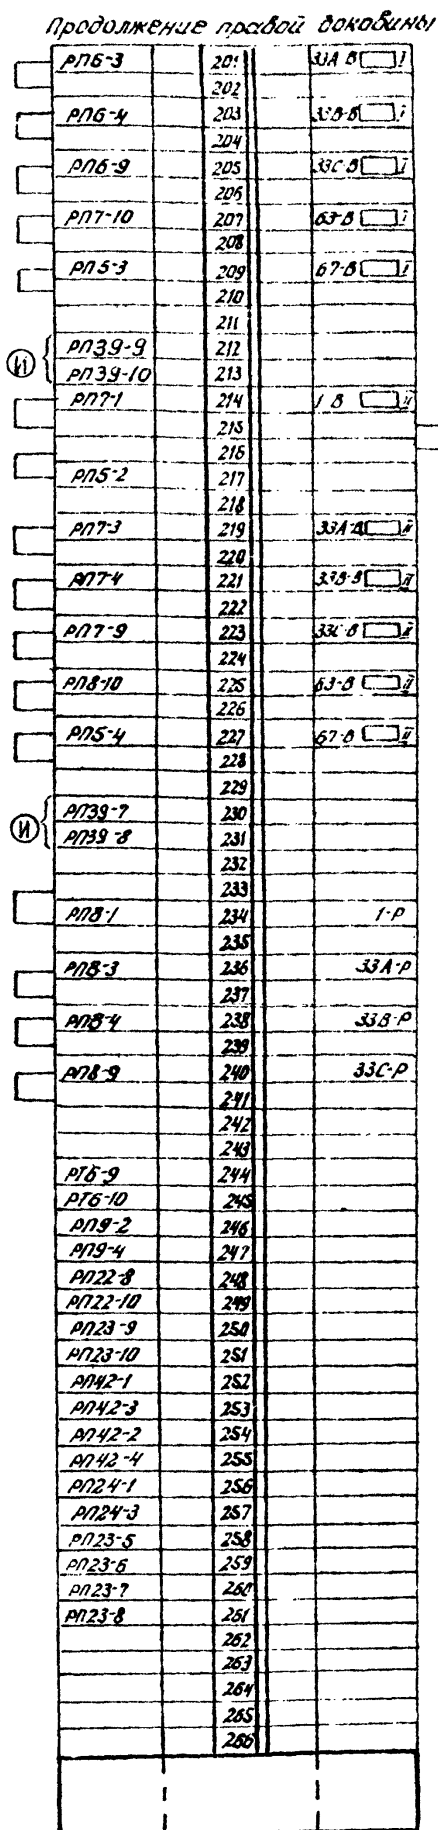 Продолжение правой боковины
РП6-3 201 33А-В I
202
РП6-4 203 33В-В I
204
РП6-9 205 33С-В I
206
РП7-10 207 63-В I
208
РП5-3 209 67-В I
210
211
И РП39-9 212
РП39-10 213
РП7-1 214 1-В II
215
216
РП5-2 217
218
РП7-3 219 33А-В II
220
РП7-4 221 33В-В II
222
РП7-9 223 33С-В II
224
РП8-10 225 63-В II
226
РП5-4 227 67-В II
228
229
И РП39-7 230
РП39-8 231
232
233
РП8-1 234 1-Р
235
РП8-3 236 33А-Р
237
РП8-4 238 33В-Р
239
РП8-9 240 33С-Р
241
242
243
РТ6-9 244
РТ6-10 245
РП9-2 246
РП9-4 247
РП22-8 248
РП22-10 249
РП23-9 250
РП23-10 251
РП42-1 252
РП42-3 253
РП42-2 254
РП42-4 255
РП24-1 256
РП24-3 257
РП23-5 258
РП23-6 259
РП23-7 260
РП23-8 261
262
263
264
265
266